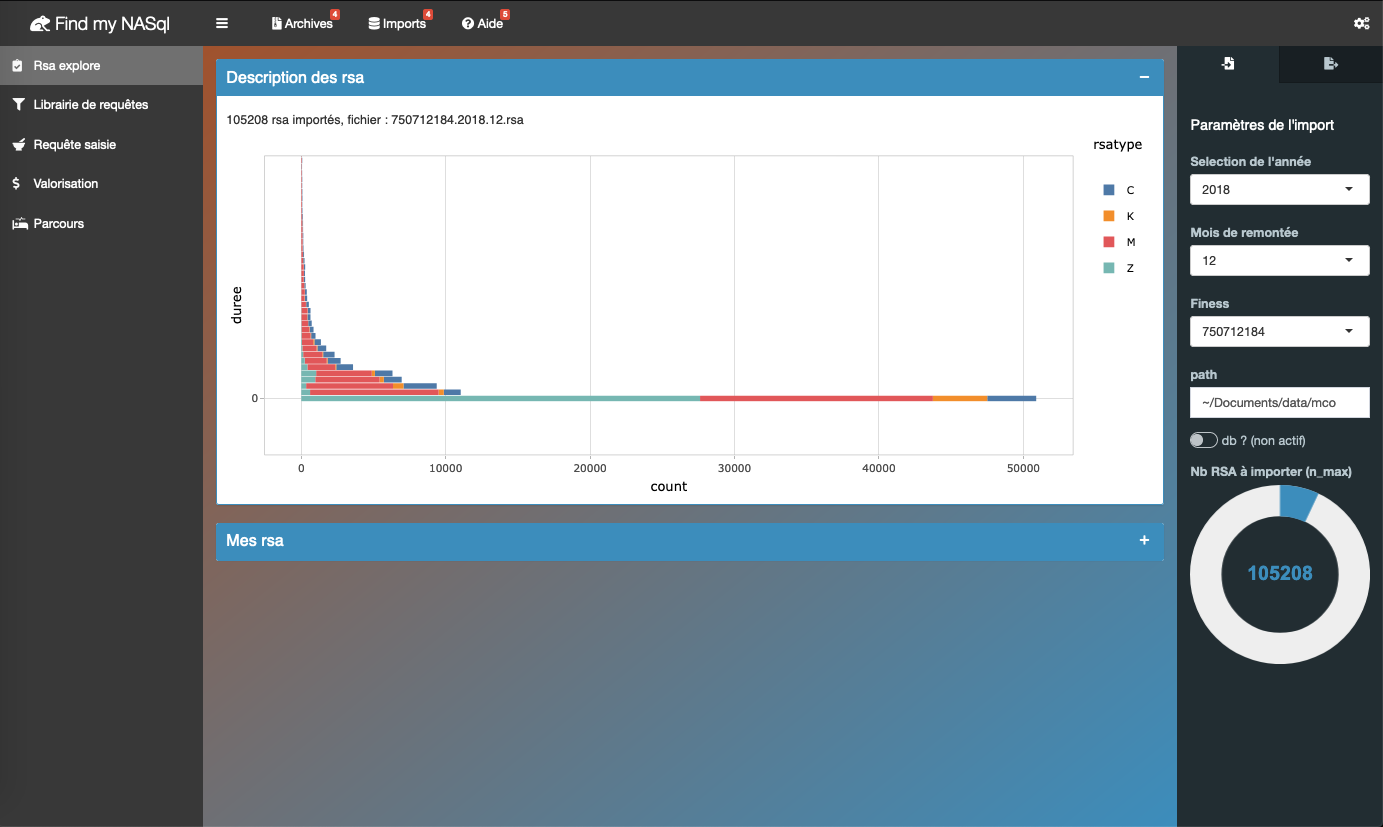 Find my NASql
Archives 4
Imports 4
Aide 5
Rsa explore
Librairie de requêtes
Requête saisie
Valorisation
Parcours
Description des rsa
105208 rsa importés, fichier : 750712184.2018.12.rsa
rsatype
C
K
M
Z
duree
0
0 10000 20000 30000 40000 50000
count
Mes rsa
Paramètres de l'import
Selection de l'année
2018
Mois de remontée
12
Finess
750712184
path
~/Documents/data/mco
db ? (non actif)
Nb RSA à importer (n_max)
105208